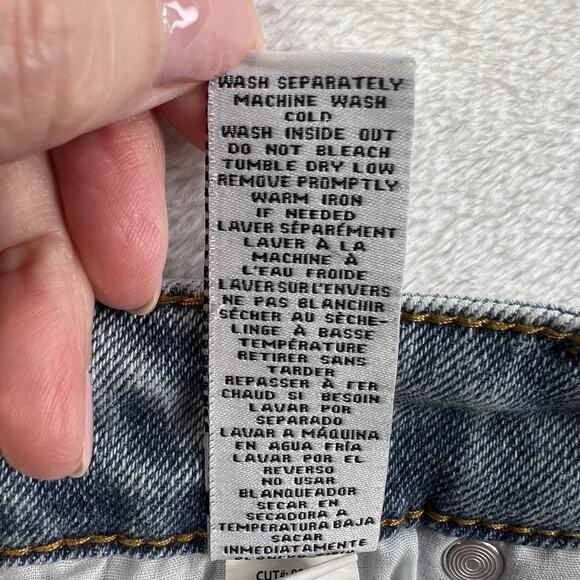 WASH SEPARATELY
MACHINE WASH
COLD
WASH INSIDE OUT
DO NOT BLEACH
TUMBLE DRY LOW
REMOVE PROMPTLY
WARM IRON
IF NEEDED
LAVER SÉPARÉMENT
LAVER À LA
MACHINE À
L'EAU FROIDE
LAVER SUR L'ENVERS
NE PAS BLANCHIR
SÉCHER AU SÈCHE-
LINGE À BASSE
TEMPÉRATURE
RETIRER SANS
TARDER
REPASSER À FER
CHAUD SI BESOIN
LAVAR POR
SEPARADO
LAVAR A MÁQUINA
EN AGUA FRÍA
LAVAR POR EL
REVERSO
NO USAR
BLANQUEADOR
SECAR EN
SECADORA A
TEMPERATURA BAJA
SACAR
INMEDIATAMENTE
CUT#: